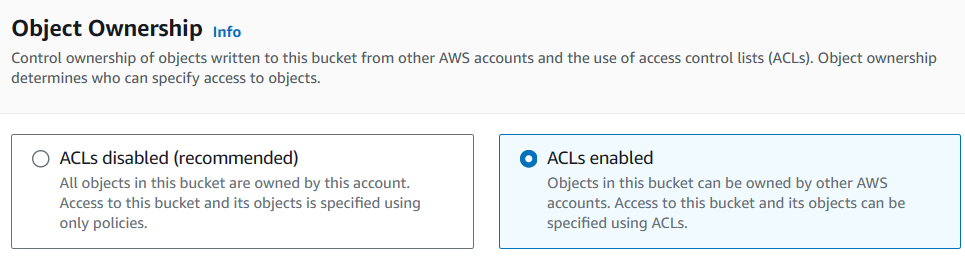 Object Ownership Info
Control ownership of objects written to this bucket from other AWS accounts and the use of access control lists (ACLs). Object ownership
determines who can specify access to objects.
ACLs disabled (recommended)
All objects in this bucket are owned by this account.
Access to this bucket and its objects is specified using
only policies.
ACLs enabled
Objects in this bucket can be owned by other AWS
accounts. Access to this bucket and its objects can be
specified using ACLs.